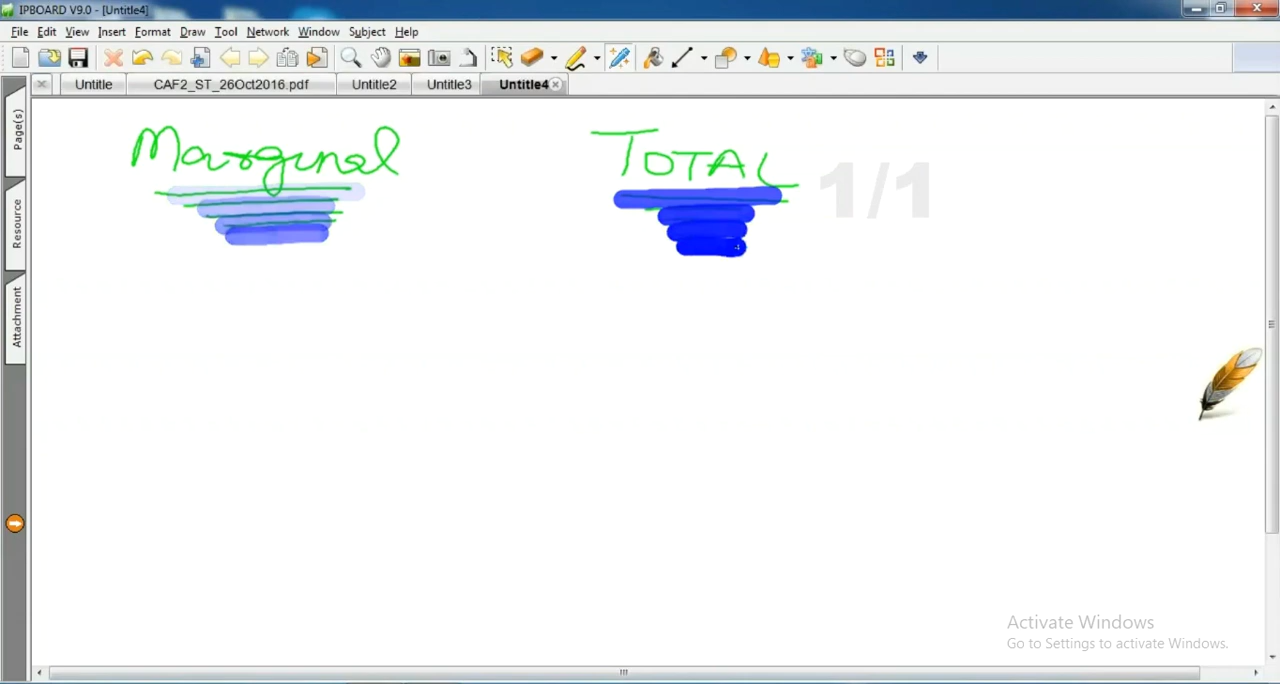 IPBOARD V9.0 - [Untitle4]
File Edit View Insert Format Draw Tool Network Window Subject Help
Untitle CAF2_ST_26Oct2016.pdf Untitle2 Untitle3 Untitle4
Page(s)
Resource
Attachment
Marginal TOTAL
1/1
Activate Windows
Go to Settings to activate Windows.